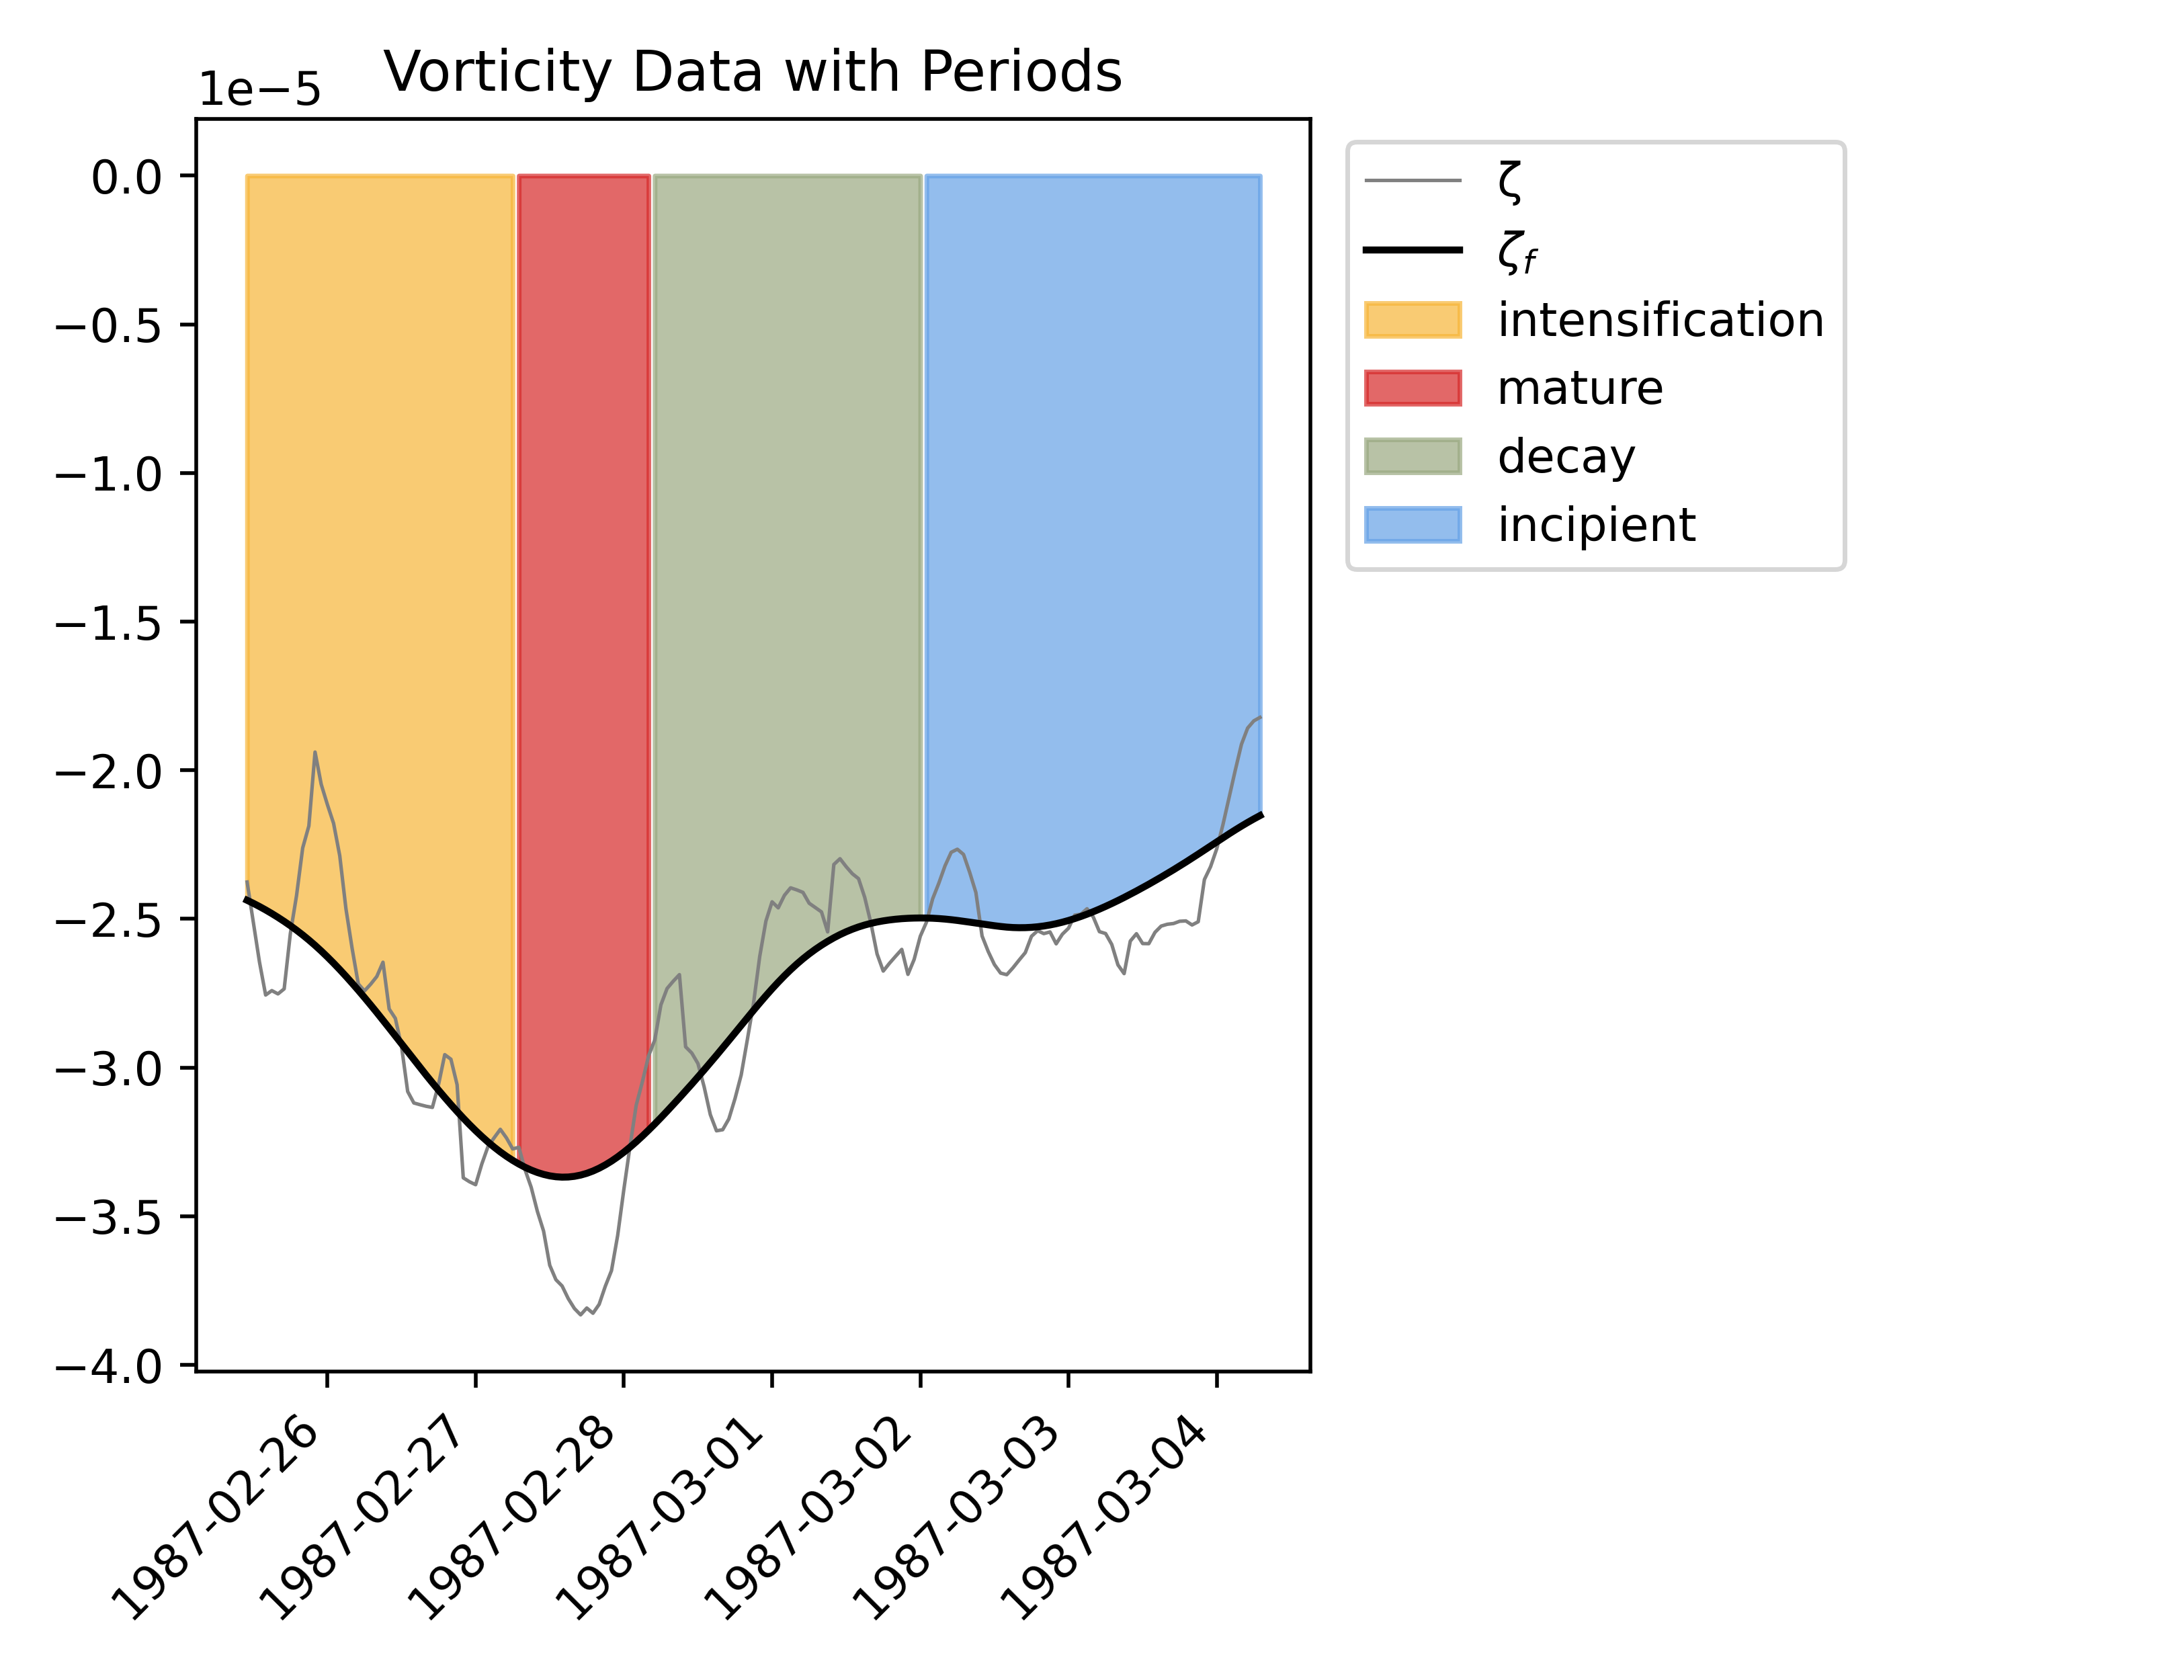 Vorticity Data with Periods
1e−5
0.0
−0.5
−1.0
−1.5
−2.0
−2.5
−3.0
−3.5
−4.0
1987-02-26
1987-02-27
1987-02-28
1987-03-01
1987-03-02
1987-03-03
1987-03-04
ζ
ζf
intensification
mature
decay
incipient